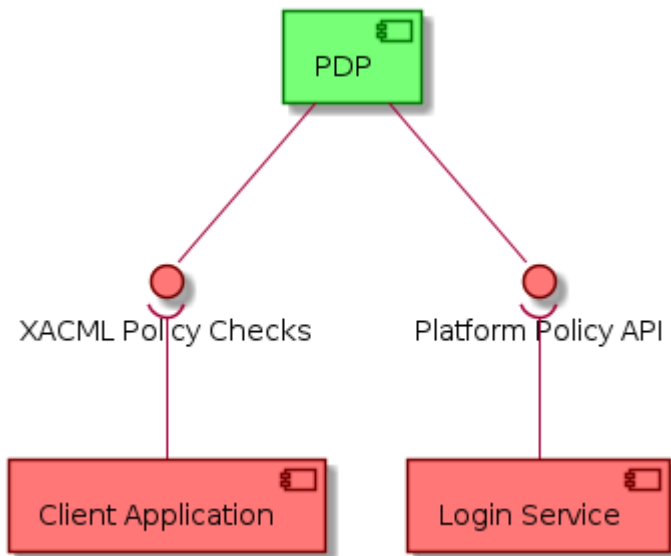 PDP
XACML Policy Checks
Platform Policy API
Client Application
Login Service